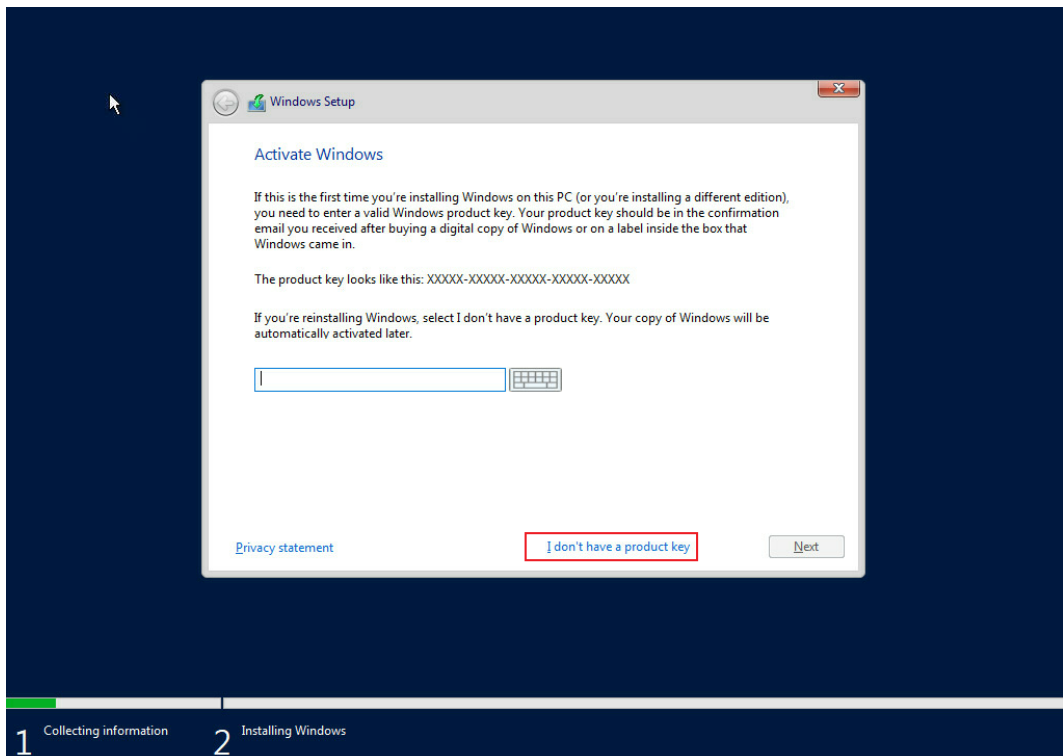 Windows Setup
Activate Windows
If this is the first time you're installing Windows on this PC (or you're installing a different edition),
you need to enter a valid Windows product key. Your product key should be in the confirmation
email you received after buying a digital copy of Windows or on a label inside the box that
Windows came in.
The product key looks like this: XXXXX-XXXXX-XXXXX-XXXXX-XXXXX
If you're reinstalling Windows, select I don't have a product key. Your copy of Windows will be
automatically activated later.
Privacy statement
I don't have a product key
Next
1 Collecting information
2 Installing Windows